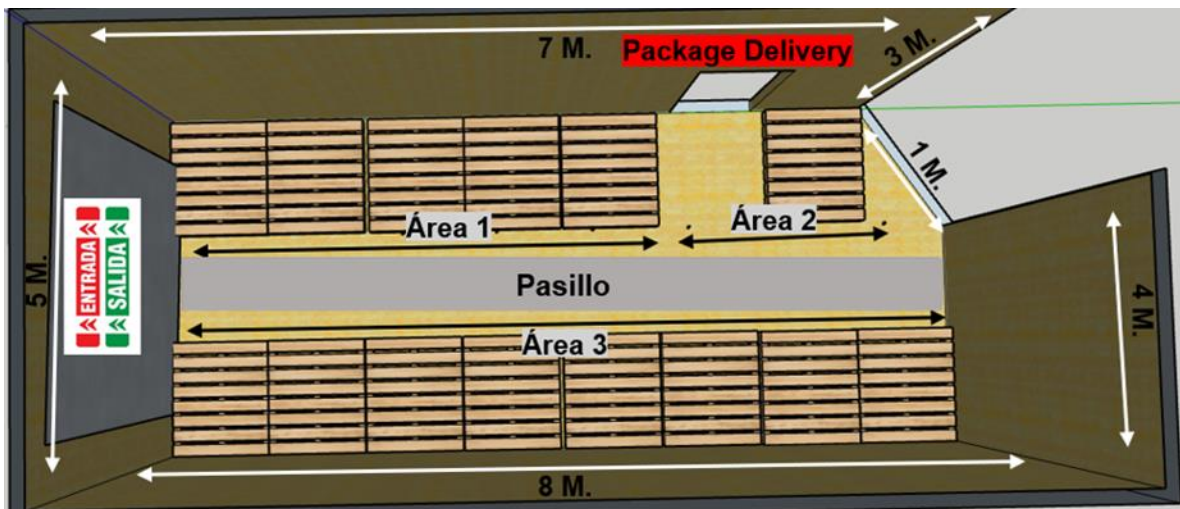 7 M.
Package Delivery
3 M.
1 M.
Área 1
Área 2
5 M.
ENTRADA
SALIDA
Pasillo
4 M.
Área 3
8 M.